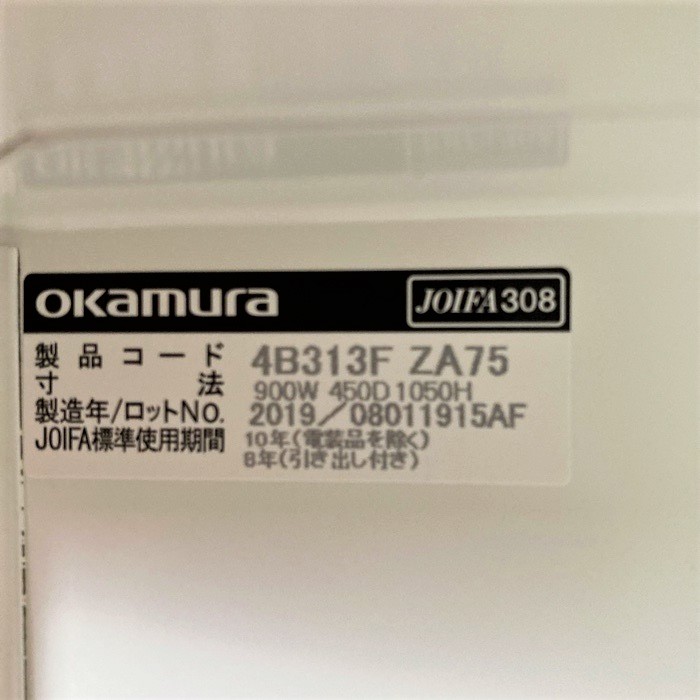 okamura JOIFA308
製品コード 4B313F ZA75
寸法 900W 450D 1050H
製造年/ロットNo. 2019/08011915AF
JOIFA標準使用期間 10年(電装品を除く)
8年(引き出し付き)